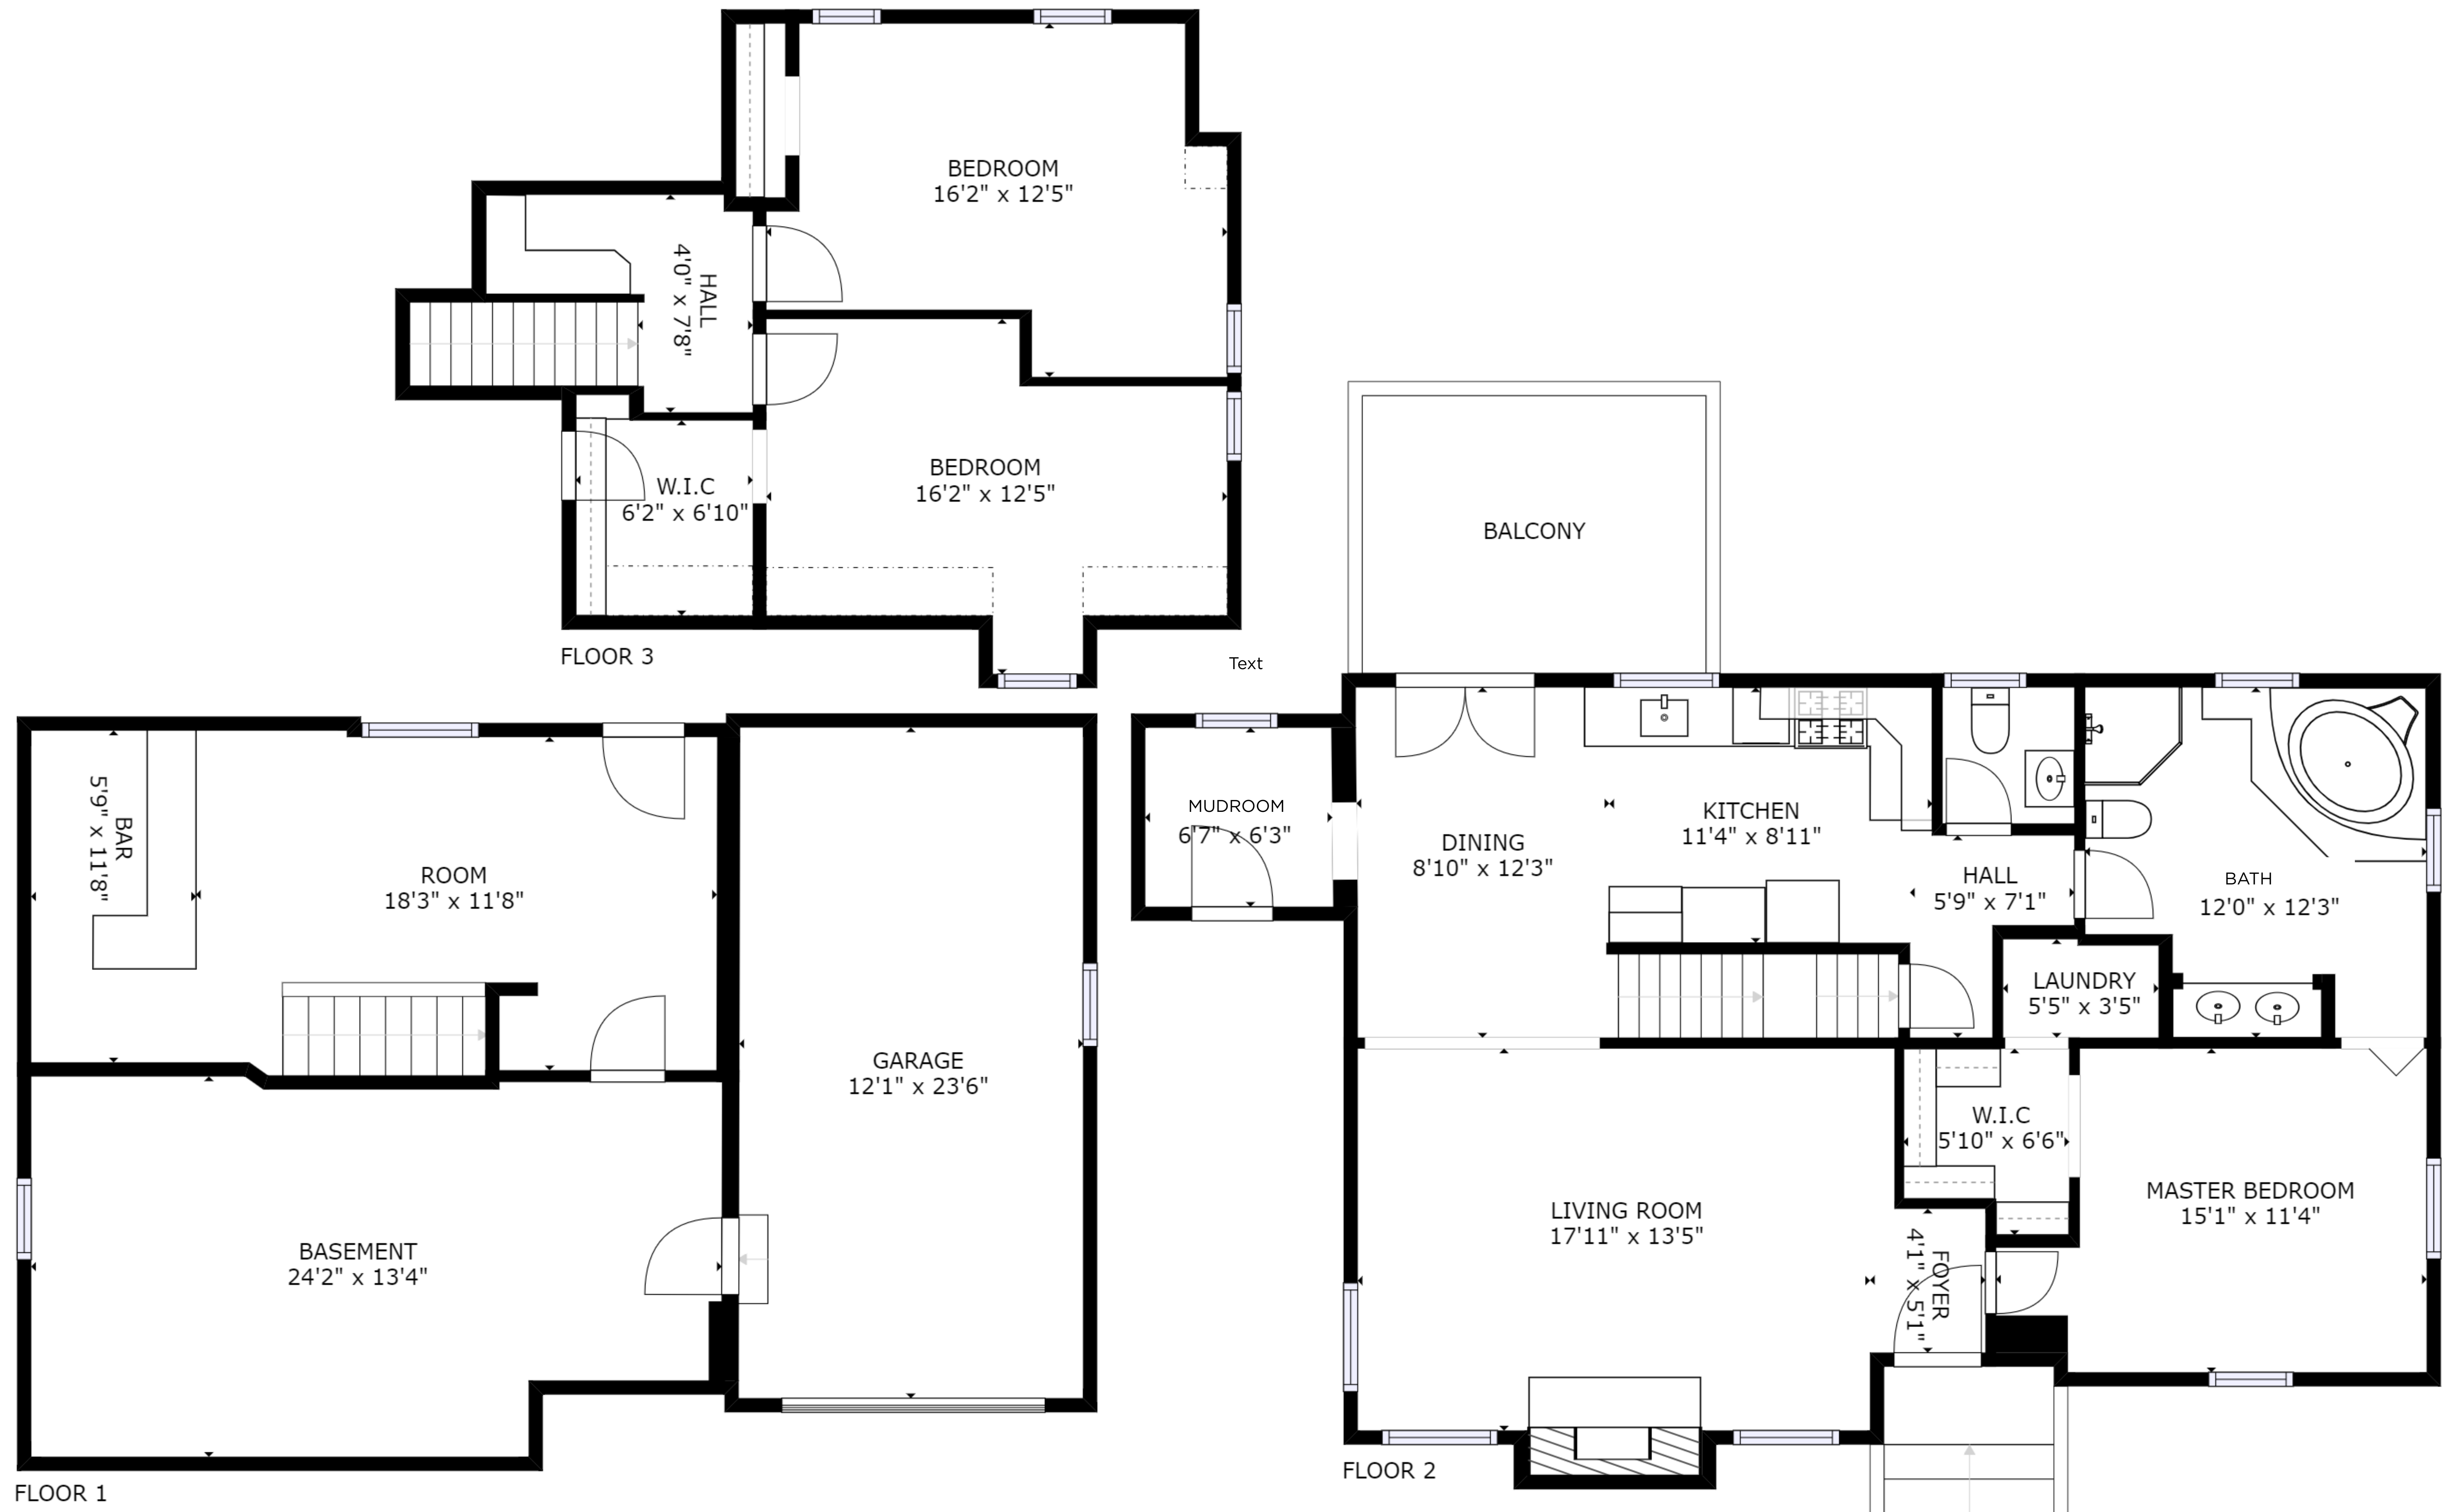 BEDROOM
16'2" x 12'5"
HALL
4'0" x 7'8"
BEDROOM
16'2" x 12'5"
W.I.C
6'2" x 6'10"
FLOOR 3
Text
BAR
5'9" x 11'8"
ROOM
18'3" x 11'8"
GARAGE
12'1" x 23'6"
BASEMENT
24'2" x 13'4"
FLOOR 1
BALCONY
MUDROOM
6'7" x 6'3"
DINING
8'10" x 12'3"
KITCHEN
11'4" x 8'11"
HALL
5'9" x 7'1"
BATH
12'0" x 12'3"
LAUNDRY
5'5" x 3'5"
W.I.C
5'10" x 6'6"
MASTER BEDROOM
15'1" x 11'4"
LIVING ROOM
17'11" x 13'5"
FOYER
4'1" x 5'1"
FLOOR 2